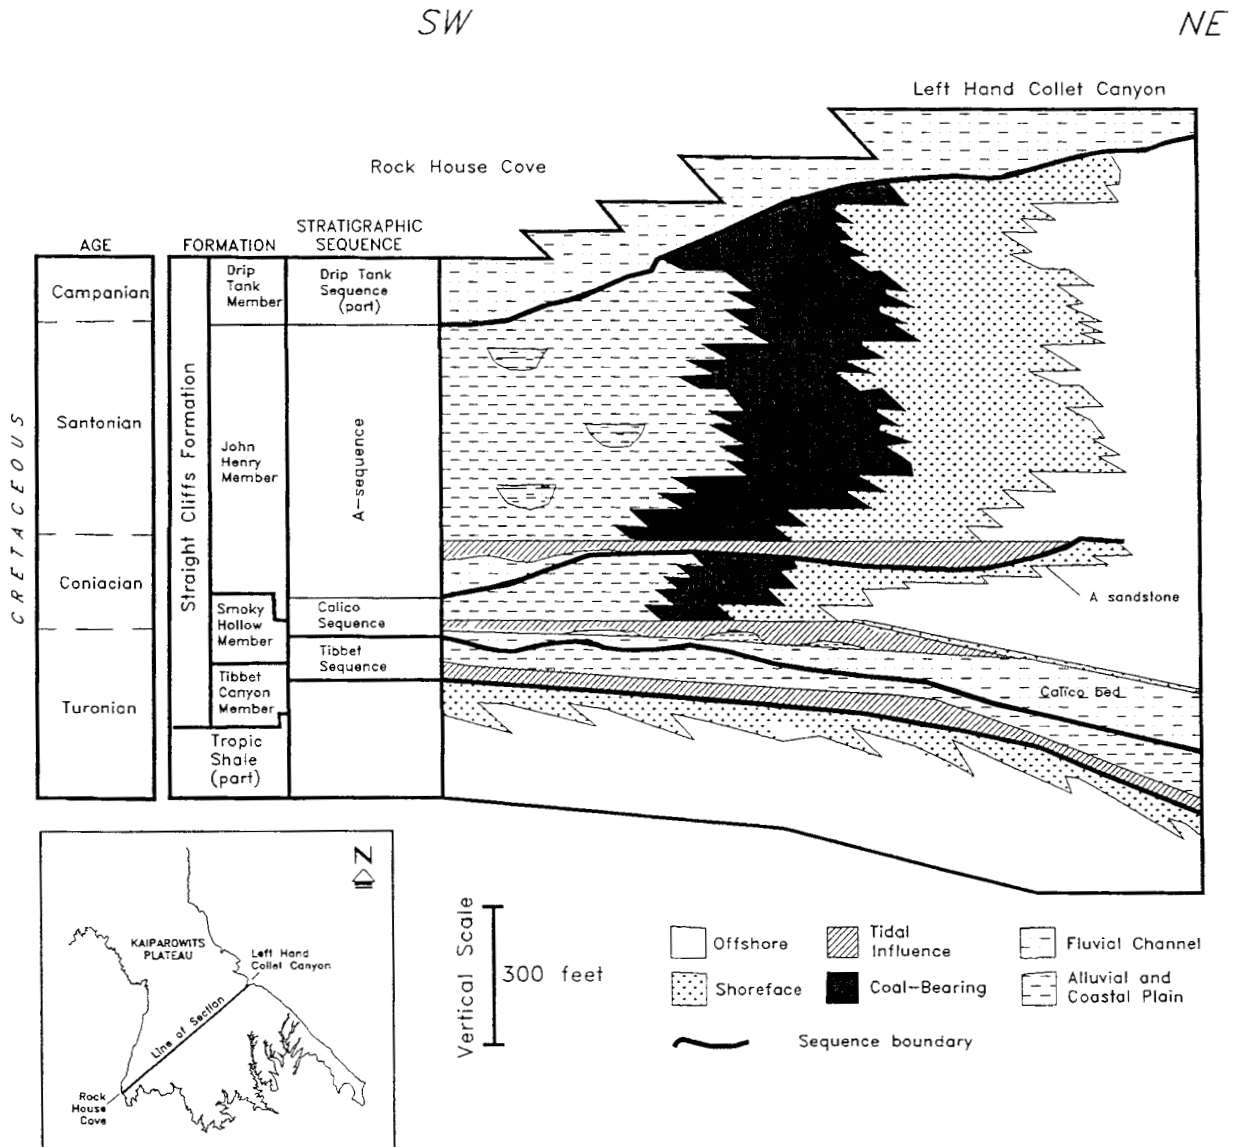 SW
NE
Left Hand Collet Canyon
Rock House Cove
AGE
FORMATION
STRATIGRAPHIC
SEQUENCE
CRETACEOUS
Campanian
Santonian
Coniacian
Turonian
Straight Cliffs Formation
Drip
Tank
Member
John
Henry
Member
Smoky
Hollow
Member
Tibbet
Canyon
Member
Tropic
Shale
(part)
Drip Tank
Sequence
(part)
A-sequence
Calico
Sequence
Tibbet
Sequence
A sandstone
Calico bed
N
KAIPAROWITS
PLATEAU
Left Hand
Collet Canyon
Line of Section
Rock
House
Cove
Vertical Scale
300 feet
Offshore
Shoreface
Tidal
Influence
Coal-Bearing
Fluvial Channel
Alluvial and
Coastal Plain
Sequence boundary